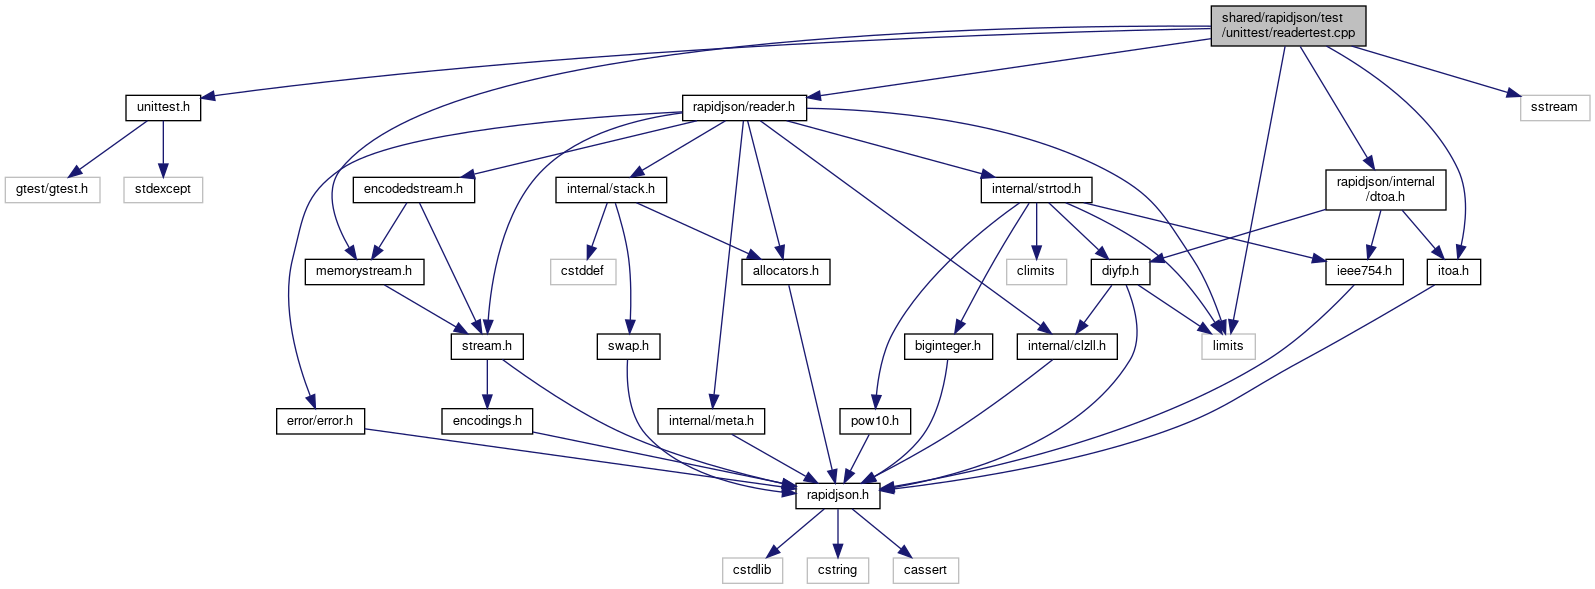 shared/rapidjson/test
/unittest/readertest.cpp
unittest.h
rapidjson/reader.h
sstream
gtest/gtest.h
stdexcept
encodedstream.h
internal/stack.h
internal/strtod.h
rapidjson/internal
/dtoa.h
memorystream.h
cstddef
allocators.h
climits
diyfp.h
ieee754.h
itoa.h
stream.h
swap.h
biginteger.h
internal/clzll.h
limits
error/error.h
encodings.h
internal/meta.h
pow10.h
rapidjson.h
cstdlib
cstring
cassert